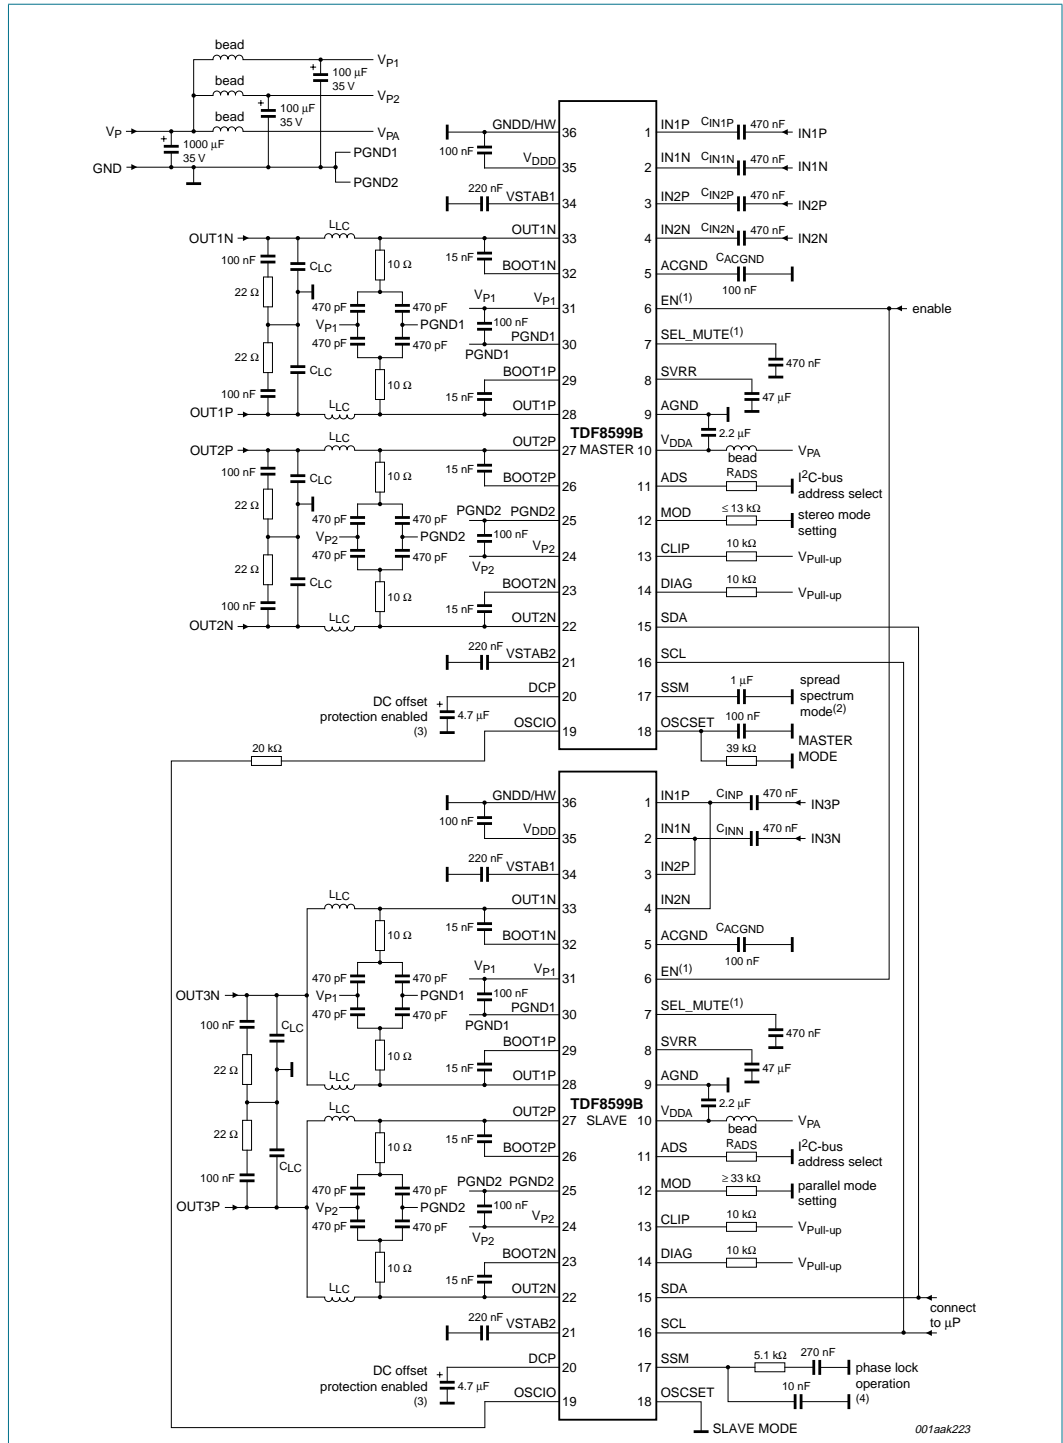 bead
VP1
+ 100 μF
35 V
bead
VP2
+ 100 μF
35 V
VP
bead
VPA
+ 1000 μF
35 V
GND
PGND1
PGND2
GNDD/HW
36
100 nF
VDDD
35
220 nF
VSTAB1
34
OUT1N
LLC
OUT1N
33
100 nF
CLC
10 Ω
15 nF
BOOT1N
32
22 Ω
470 pF
470 pF
VP1
VP1
31
VP1
PGND1
100 nF
PGND1
30
470 pF
470 pF
PGND1
22 Ω
CLC
10 Ω
BOOT1P
29
100 nF
15 nF
OUT1P
LLC
OUT1P
28
OUT2P
LLC
OUT2P
27
100 nF
CLC
10 Ω
15 nF
BOOT2P
26
22 Ω
470 pF
470 pF
PGND2
PGND2
25
VP2
PGND2
100 nF
VP2
24
470 pF
470 pF
VP2
22 Ω
CLC
10 Ω
BOOT2N
23
100 nF
15 nF
OUT2N
LLC
OUT2N
22
220 nF
VSTAB2
21
DC offset
protection enabled
(3)
+ 4.7 μF
DCP
20
OSCIO
19
20 kΩ
TDF8599B
MASTER
1
IN1P
CIN1P
470 nF
IN1P
2
IN1N
CIN1N
470 nF
IN1N
3
IN2P
CIN2P
470 nF
IN2P
4
IN2N
CIN2N
470 nF
IN2N
5
ACGND
CACGND
100 nF
6
EN(1)
enable
7
SEL_MUTE(1)
470 nF
8
SVRR
47 μF
9
AGND
2.2 μF
10
VDDA
bead
VPA
11
ADS
RADS
I2C-bus
address select
12
MOD
≤ 13 kΩ
stereo mode
setting
13
CLIP
10 kΩ
VPull-up
14
DIAG
10 kΩ
VPull-up
15
SDA
16
SCL
17
SSM
1 μF
spread
spectrum
mode(2)
18
OSCSET
100 nF
39 kΩ
MASTER
MODE
GNDD/HW
36
100 nF
VDDD
35
220 nF
VSTAB1
34
LLC
OUT1N
33
10 Ω
15 nF
BOOT1N
32
470 pF
470 pF
VP1
VP1
31
OUT3N
VP1
PGND1
100 nF
PGND1
30
470 pF
470 pF
PGND1
100 nF
CLC
10 Ω
BOOT1P
29
22 Ω
15 nF
LLC
OUT1P
28
LLC
OUT2P
27
22 Ω
CLC
10 Ω
15 nF
BOOT2P
26
100 nF
470 pF
470 pF
PGND2
PGND2
25
OUT3P
VP2
PGND2
100 nF
VP2
24
470 pF
470 pF
VP2
10 Ω
BOOT2N
23
15 nF
LLC
OUT2N
22
220 nF
VSTAB2
21
DC offset
protection enabled
(3)
+ 4.7 μF
DCP
20
OSCIO
19
TDF8599B
SLAVE
1
IN1P
CINP
470 nF
IN3P
2
IN1N
CINN
470 nF
IN3N
3
IN2P
4
IN2N
5
ACGND
CACGND
100 nF
6
EN(1)
7
SEL_MUTE(1)
470 nF
8
SVRR
47 μF
9
AGND
2.2 μF
10
VDDA
bead
VPA
11
ADS
RADS
I2C-bus
address select
12
MOD
≥ 33 kΩ
parallel mode
setting
13
CLIP
10 kΩ
VPull-up
14
DIAG
10 kΩ
VPull-up
15
SDA
connect
to μP
16
SCL
17
SSM
5.1 kΩ
270 nF
10 nF
phase lock
operation
(4)
18
OSCSET
SLAVE MODE
001aak223